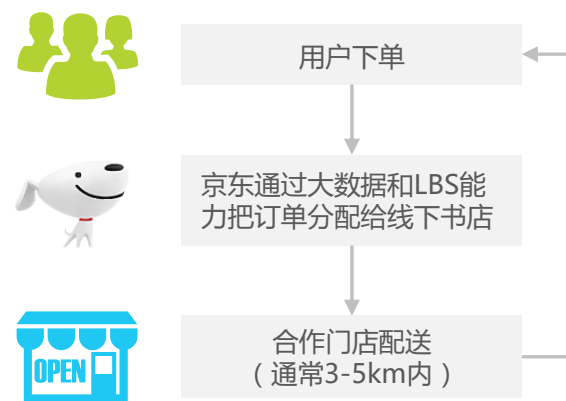 用户下单
京东通过大数据和LBS能
力把订单分配给线下书店
OPEN
合作门店配送
（通常3-5km内）